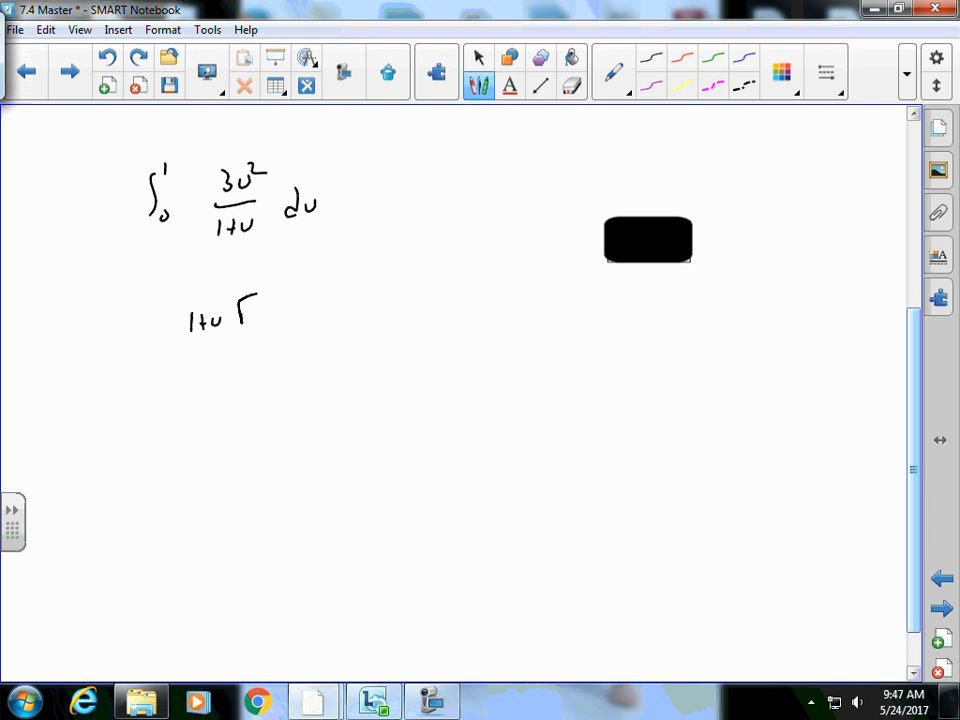 7.4 Master * - SMART Notebook
File Edit View Insert Format Tools Help
∫₀¹ 3u²/(1+u) du
1+u
9:47 AM
5/24/2017